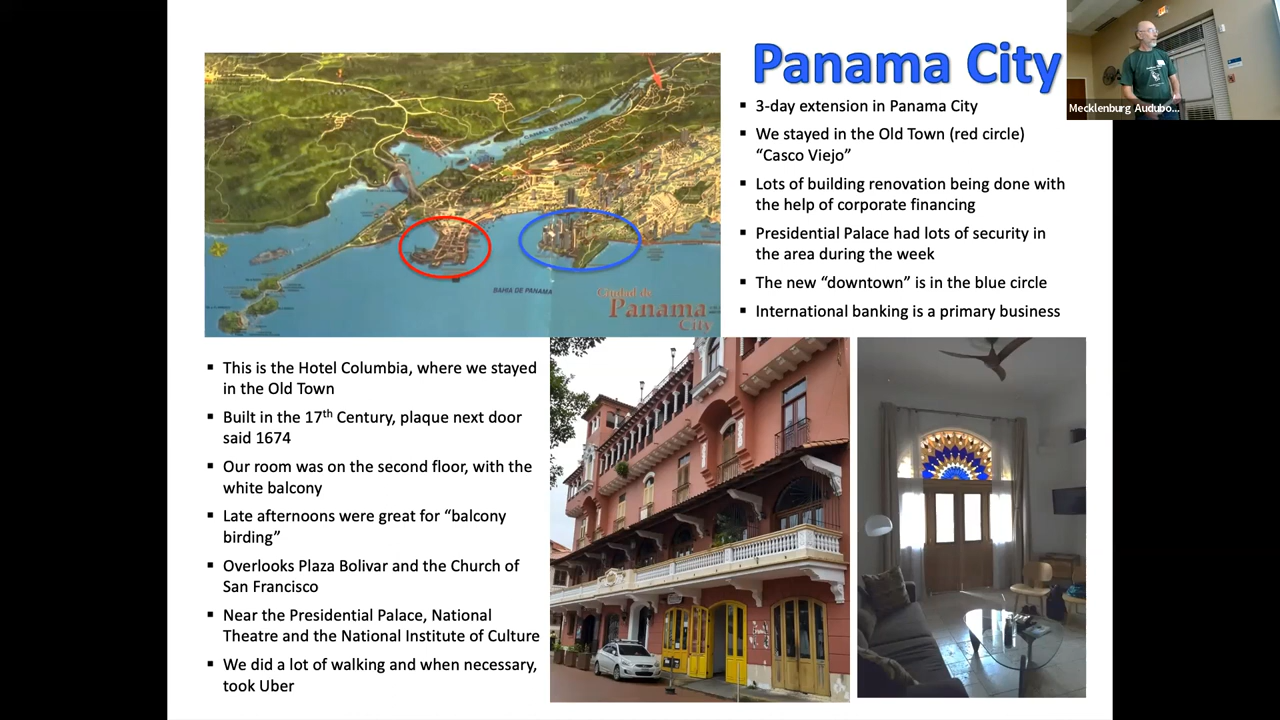 Panama City
Mecklenburg Audubo...
▪ 3-day extension in Panama City
▪ We stayed in the Old Town (red circle)
“Casco Viejo”
▪ Lots of building renovation being done with
the help of corporate financing
▪ Presidential Palace had lots of security in
the area during the week
▪ The new “downtown” is in the blue circle
▪ International banking is a primary business
CANAL DE PANAMA
BAHIA DE PANAMA
Ciudad de
Panama
City
▪ This is the Hotel Columbia, where we stayed
in the Old Town
▪ Built in the 17th Century, plaque next door
said 1674
▪ Our room was on the second floor, with the
white balcony
▪ Late afternoons were great for “balcony
birding”
▪ Overlooks Plaza Bolivar and the Church of
San Francisco
▪ Near the Presidential Palace, National
Theatre and the National Institute of Culture
▪ We did a lot of walking and when necessary,
took Uber